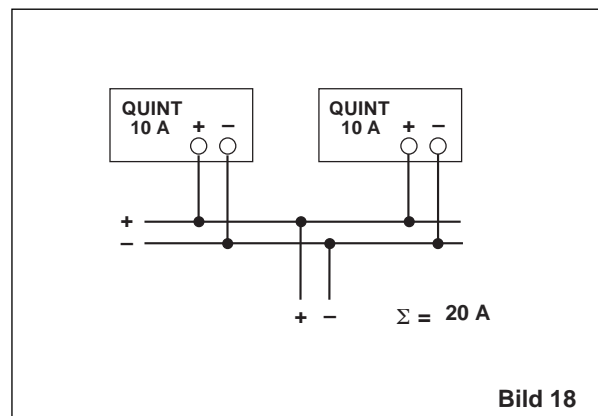 QUINT
10 A
+ –
QUINT
10 A
+ –
+
–
+ –
Σ = 20 A
Bild 18